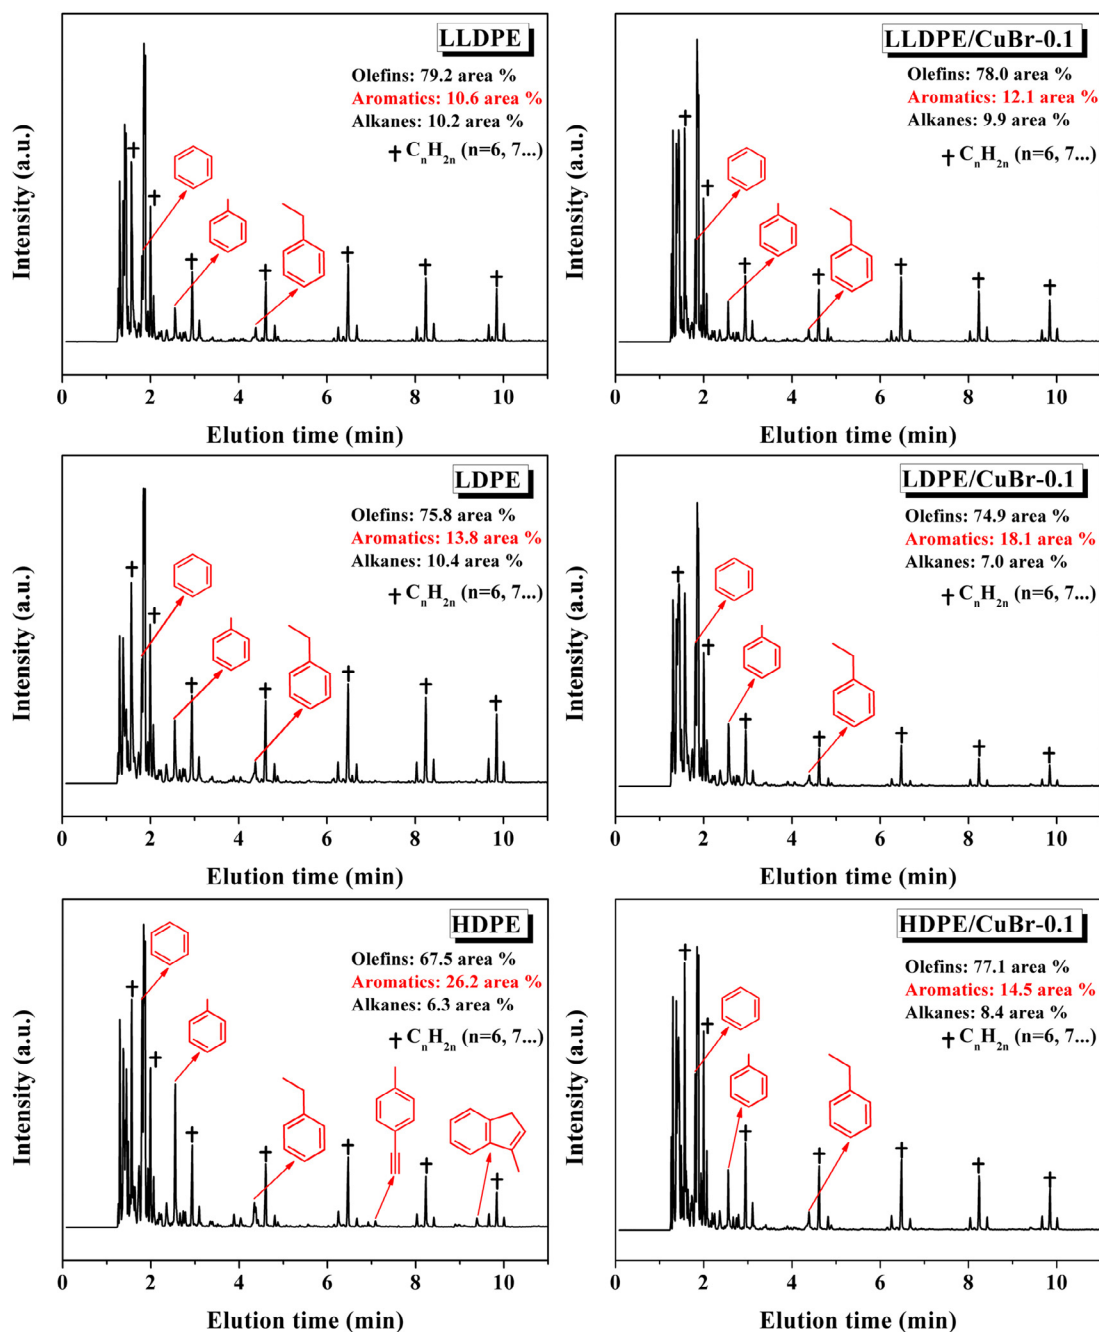 LLDPE
Olefins: 79.2 area %
Aromatics: 10.6 area %
Alkanes: 10.2 area %
✝ CₙH₂ₙ (n=6, 7...)
Intensity (a.u.)
0 2 4 6 8 10
Elution time (min)
LLDPE/CuBr-0.1
Olefins: 78.0 area %
Aromatics: 12.1 area %
Alkanes: 9.9 area %
✝ CₙH₂ₙ (n=6, 7...)
Intensity (a.u.)
0 2 4 6 8 10
Elution time (min)
LDPE
Olefins: 75.8 area %
Aromatics: 13.8 area %
Alkanes: 10.4 area %
✝ CₙH₂ₙ (n=6, 7...)
Intensity (a.u.)
0 2 4 6 8 10
Elution time (min)
LDPE/CuBr-0.1
Olefins: 74.9 area %
Aromatics: 18.1 area %
Alkanes: 7.0 area %
✝ CₙH₂ₙ (n=6, 7...)
Intensity (a.u.)
0 2 4 6 8 10
Elution time (min)
HDPE
Olefins: 67.5 area %
Aromatics: 26.2 area %
Alkanes: 6.3 area %
✝ CₙH₂ₙ (n=6, 7...)
Intensity (a.u.)
0 2 4 6 8 10
Elution time (min)
HDPE/CuBr-0.1
Olefins: 77.1 area %
Aromatics: 14.5 area %
Alkanes: 8.4 area %
✝ CₙH₂ₙ (n=6, 7...)
Intensity (a.u.)
0 2 4 6 8 10
Elution time (min)